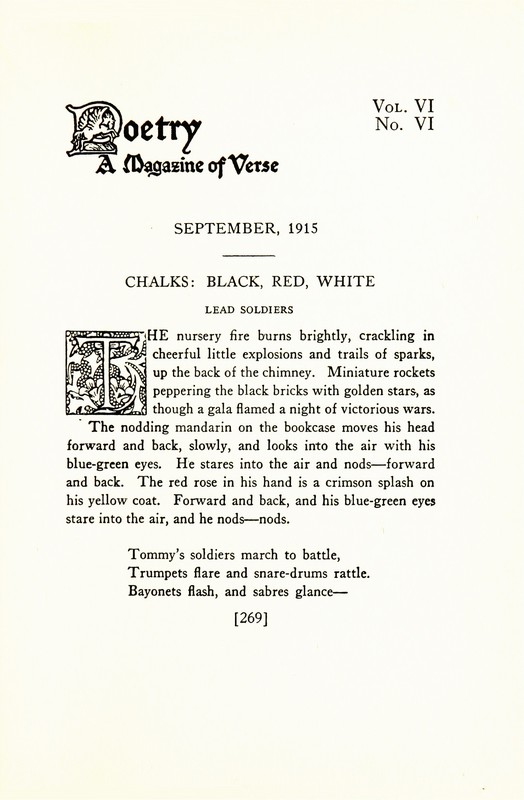 Poetry
A Magazine of Verse
VOL. VI
No. VI
SEPTEMBER, 1915
CHALKS: BLACK, RED, WHITE
LEAD SOLDIERS
THE nursery fire burns brightly, crackling in
cheerful little explosions and trails of sparks,
up the back of the chimney. Miniature rockets
peppering the black bricks with golden stars, as
though a gala flamed a night of victorious wars.
The nodding mandarin on the bookcase moves his head
forward and back, slowly, and looks into the air with his
blue-green eyes. He stares into the air and nods—forward
and back. The red rose in his hand is a crimson splash on
his yellow coat. Forward and back, and his blue-green eyes
stare into the air, and he nods—nods.
Tommy's soldiers march to battle,
Trumpets flare and snare-drums rattle.
Bayonets flash, and sabres glance—
[269]